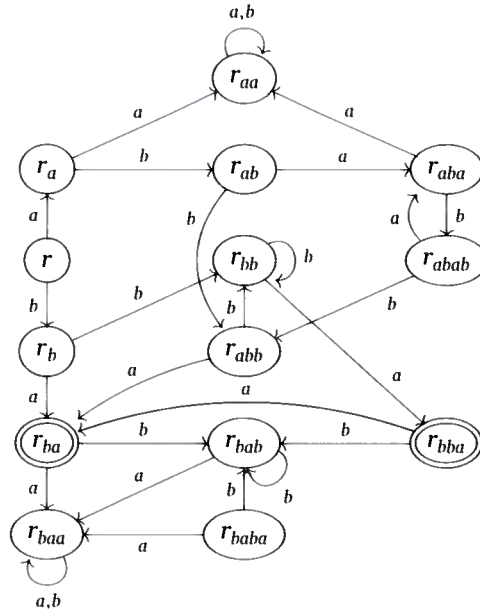 a,b
r_aa
a a
r_a b r_ab a r_aba
a b a b
r b r_bb b r_abab
b b b
r_b r_abb a
a a a
r_ba b r_bab b r_bba
a a b b
r_baa a r_baba
a,b